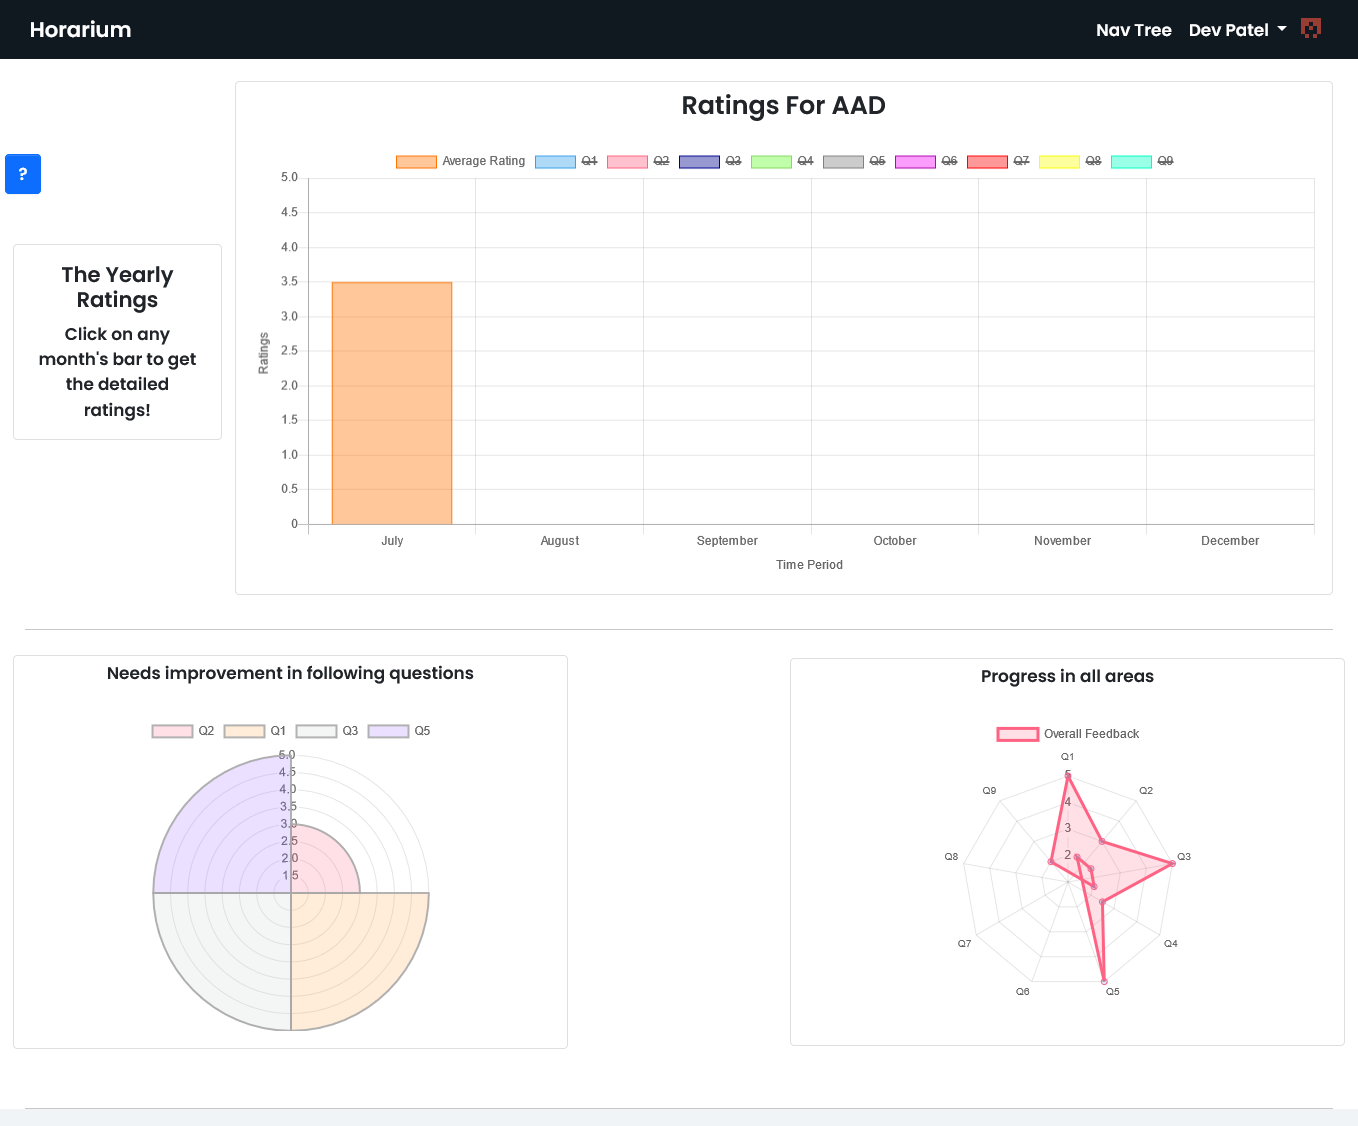 Horarium
Nav Tree Dev Patel
Ratings For AAD
Average Rating Q1 Q2 Q3 Q4 Q5 Q6 Q7 Q8 Q9
?
The Yearly
Ratings
Click on any
month's bar to get
the detailed
ratings!
Ratings
5.0
4.5
4.0
3.5
3.0
2.5
2.0
1.5
1.0
0.5
0
July August September October November December
Time Period
Needs improvement in following questions
Q2 Q1 Q3 Q5
5.0
4.5
4.0
3.5
3.0
2.5
2.0
1.5
Progress in all areas
Overall Feedback
Q1
Q2
Q3
Q4
Q5
Q6
Q7
Q8
Q9
5
4
3
2